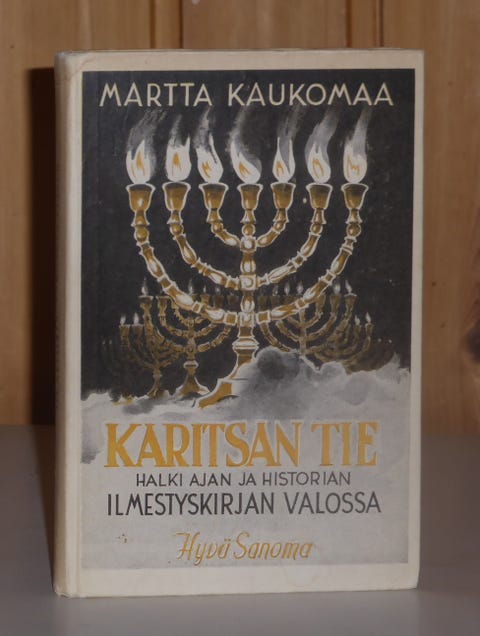 MARTTA KAUKOMAA
KARITSAN TIE
HALKI AJAN JA HISTORIAN
ILMESTYSKIRJAN VALOSSA
Hyvä Sanoma